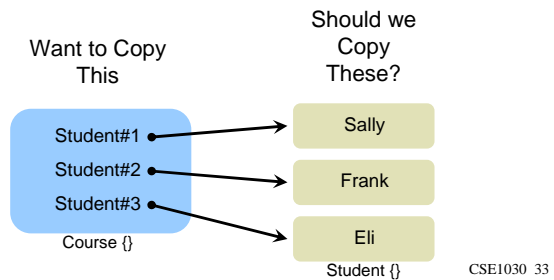 Want to Copy
This
Should we
Copy
These?
Student#1
Student#2
Student#3
Course {}
Sally
Frank
Eli
Student {}
CSE1030 33